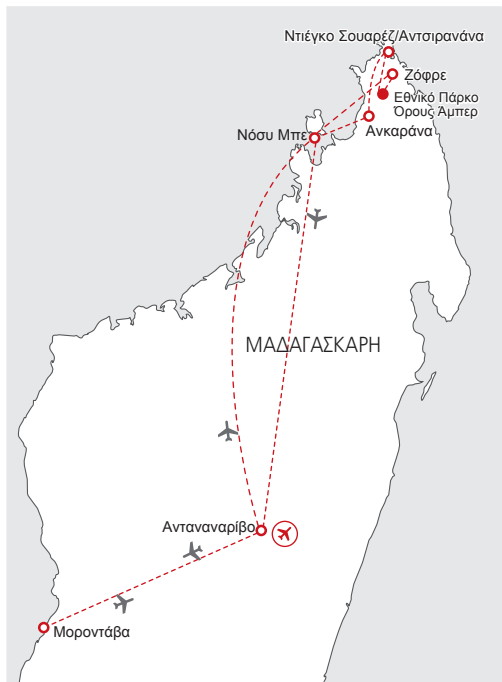 Ντιέγκο Σουαρέζ/Αντσιρανάνα
Ζόφρε
Εθνικό Πάρκο
Όρους Άμπερ
Ανκαράνα
Νόσυ Μπε
ΜΑΔΑΓΑΣΚΑΡΗ
Ανταναναρίβο
Μοροντάβα